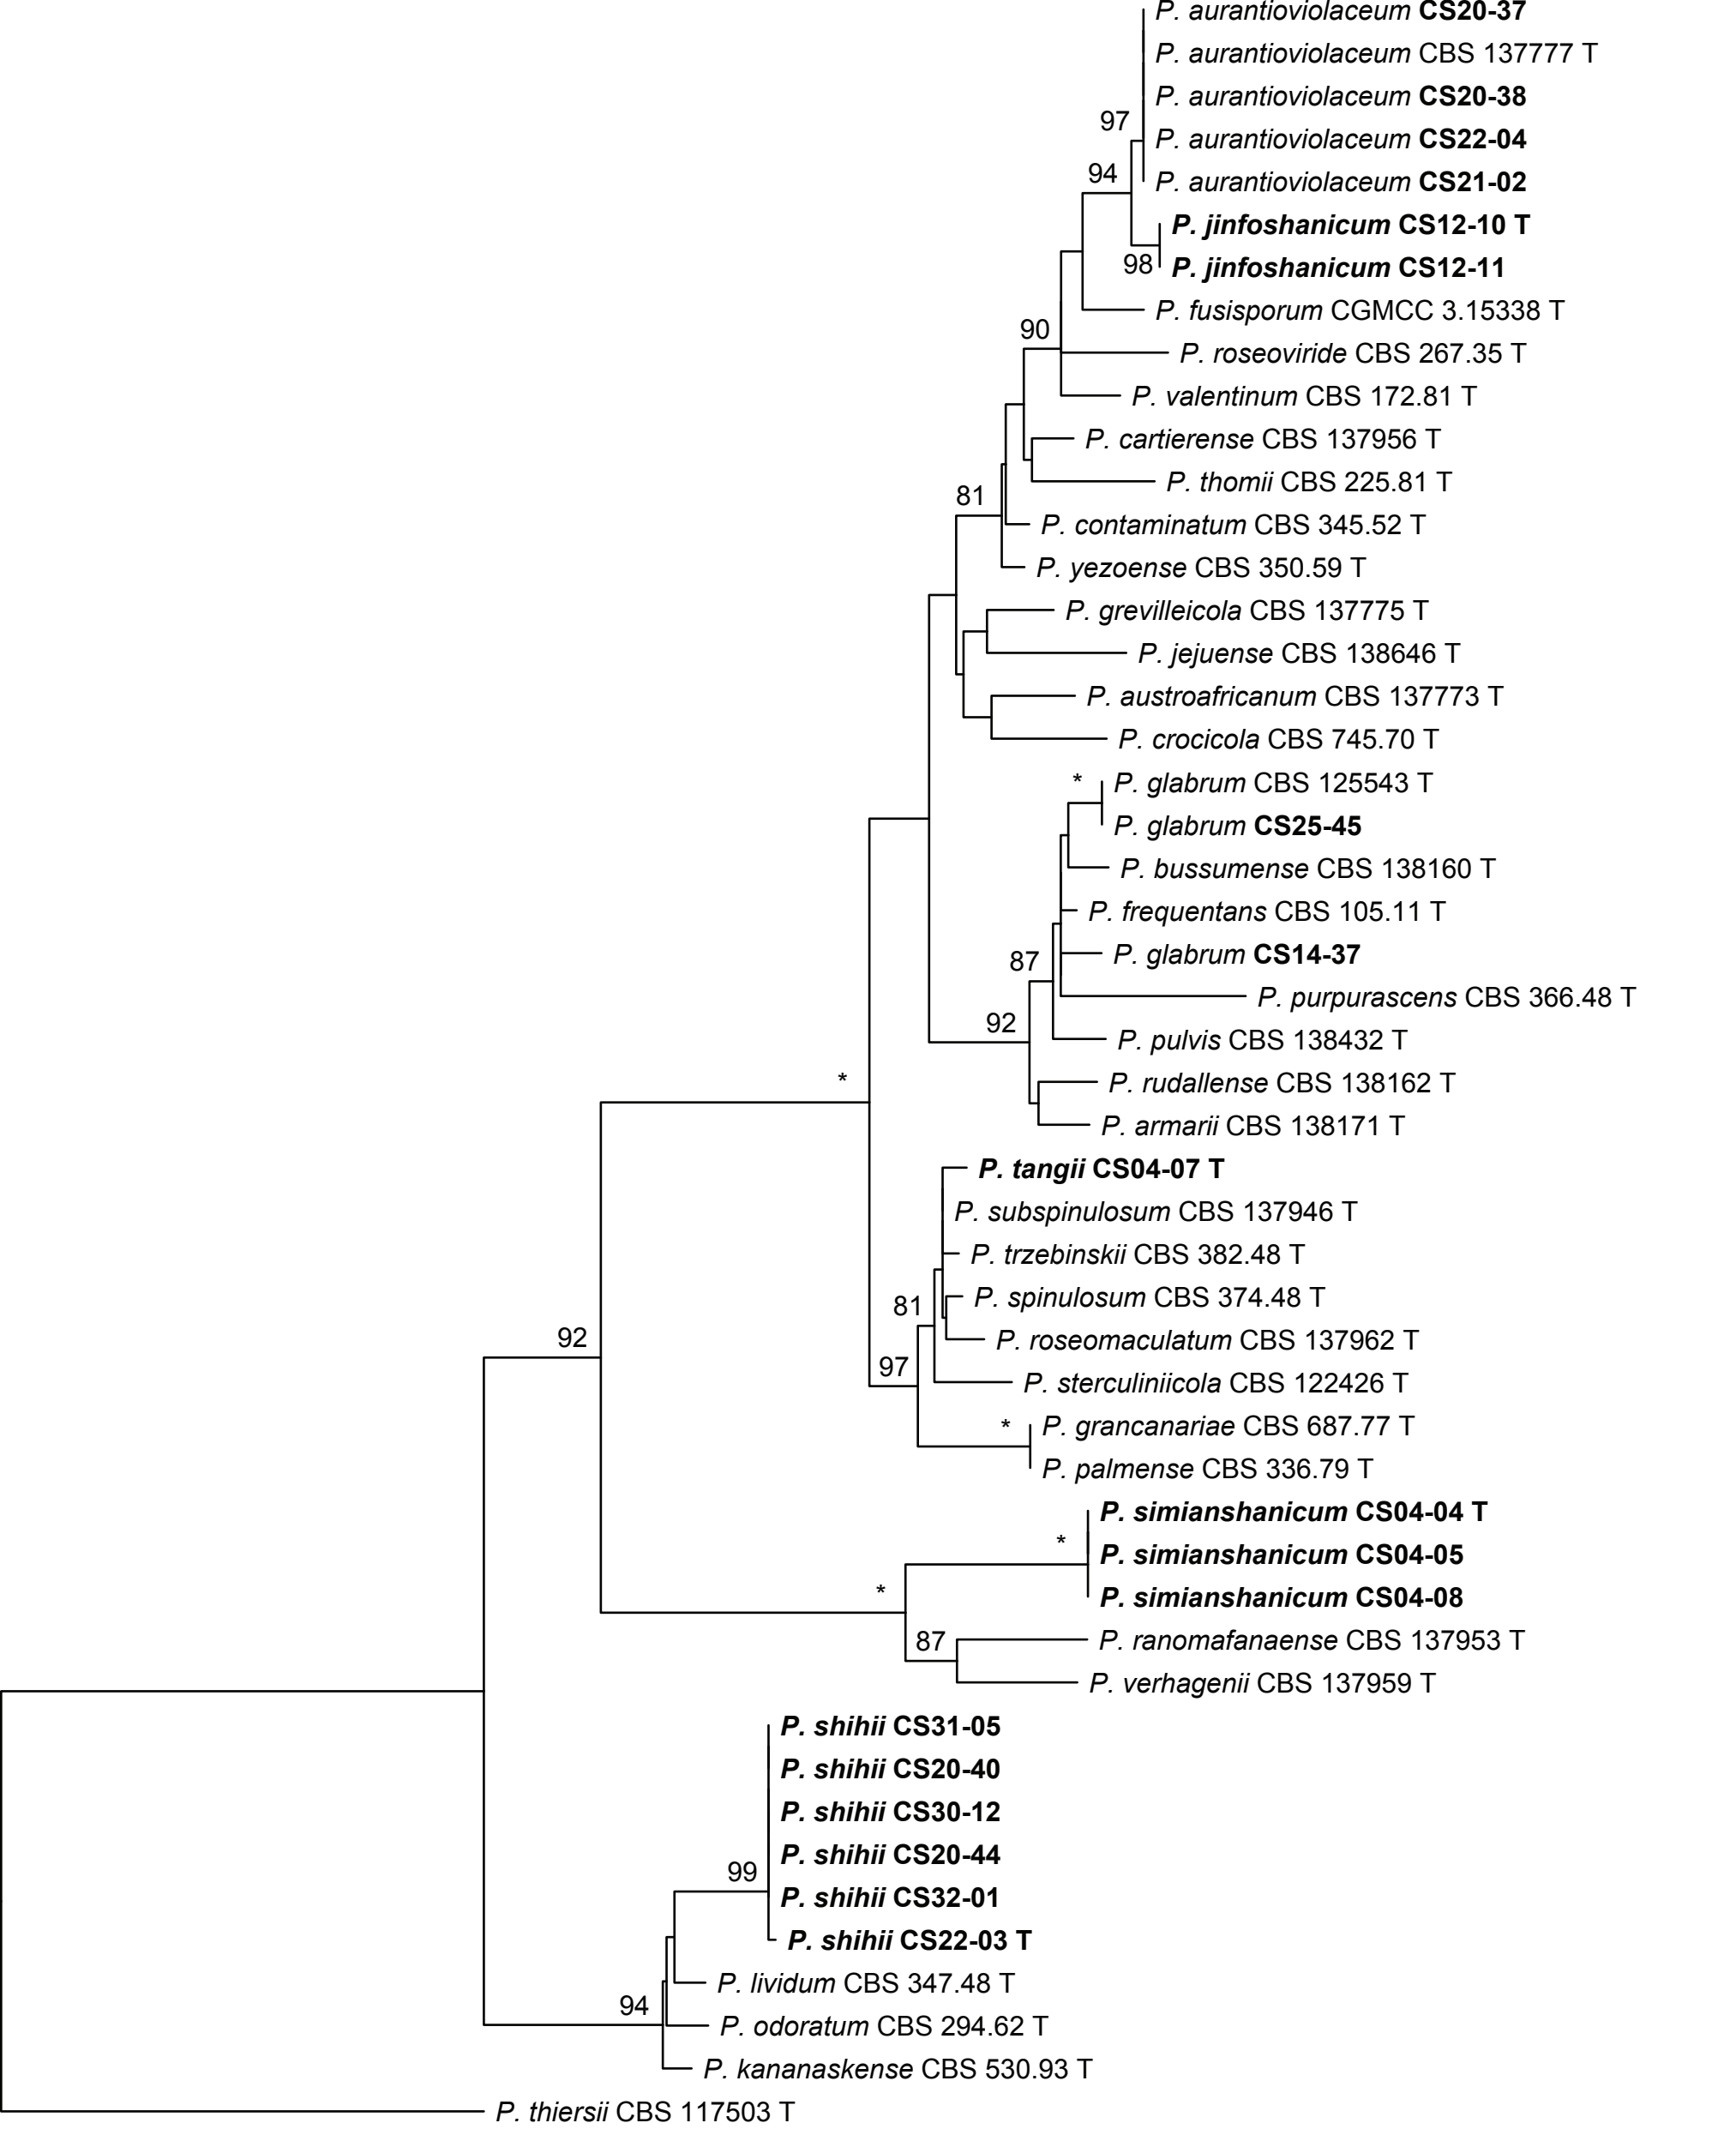 P. aurantioviolaceum CS20-37
P. aurantioviolaceum CBS 137777 T
P. aurantioviolaceum CS20-38
97
P. aurantioviolaceum CS22-04
94
P. aurantioviolaceum CS21-02
P. jinfoshanicum CS12-10 T
98
P. jinfoshanicum CS12-11
P. fusisporum CGMCC 3.15338 T
90
P. roseoviride CBS 267.35 T
P. valentinum CBS 172.81 T
P. cartierense CBS 137956 T
P. thomii CBS 225.81 T
81
P. contaminatum CBS 345.52 T
P. yezoense CBS 350.59 T
P. grevilleicola CBS 137775 T
P. jejuense CBS 138646 T
P. austroafricanum CBS 137773 T
P. crocicola CBS 745.70 T
*
P. glabrum CBS 125543 T
P. glabrum CS25-45
P. bussumense CBS 138160 T
P. frequentans CBS 105.11 T
87
P. glabrum CS14-37
P. purpurascens CBS 366.48 T
92
P. pulvis CBS 138432 T
*
P. rudallense CBS 138162 T
P. armarii CBS 138171 T
P. tangii CS04-07 T
P. subspinulosum CBS 137946 T
P. trzebinskii CBS 382.48 T
81
P. spinulosum CBS 374.48 T
92
P. roseomaculatum CBS 137962 T
97
P. sterculiniicola CBS 122426 T
*
P. grancanariae CBS 687.77 T
P. palmense CBS 336.79 T
P. simianshanicum CS04-04 T
*
P. simianshanicum CS04-05
*
P. simianshanicum CS04-08
87
P. ranomafanaense CBS 137953 T
P. verhagenii CBS 137959 T
P. shihii CS31-05
P. shihii CS20-40
P. shihii CS30-12
P. shihii CS20-44
99
P. shihii CS32-01
P. shihii CS22-03 T
P. lividum CBS 347.48 T
94
P. odoratum CBS 294.62 T
P. kananaskense CBS 530.93 T
P. thiersii CBS 117503 T